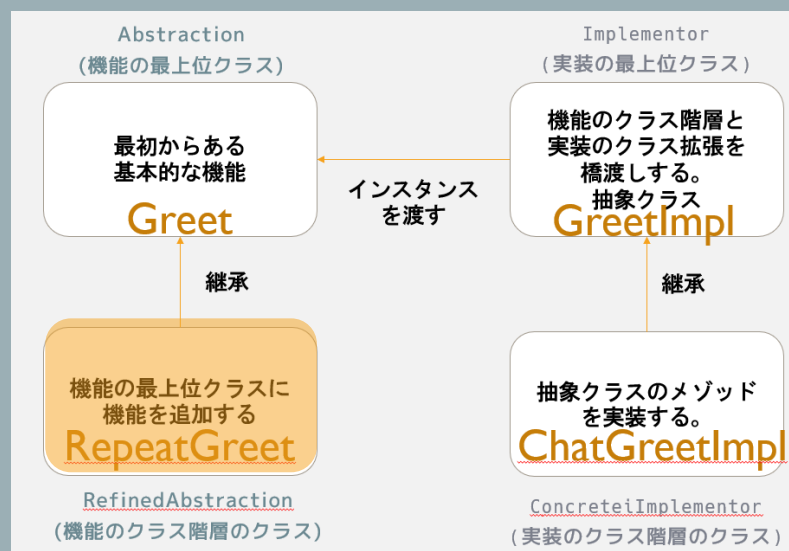 Abstraction
(機能の最上位クラス)
最初からある
基本的な機能
Greet
Implementor
(実装の最上位クラス)
機能のクラス階層と
実装のクラス拡張を
橋渡しする。
抽象クラス
GreetImpl
インスタンス
を渡す
継承
継承
機能の最上位クラスに
機能を追加する
RepeatGreet
RefinedAbstraction
(機能のクラス階層のクラス)
抽象クラスのメゾッド
を実装する。
ChatGreetImpl
ConcreteiImplementor
(実装のクラス階層のクラス)